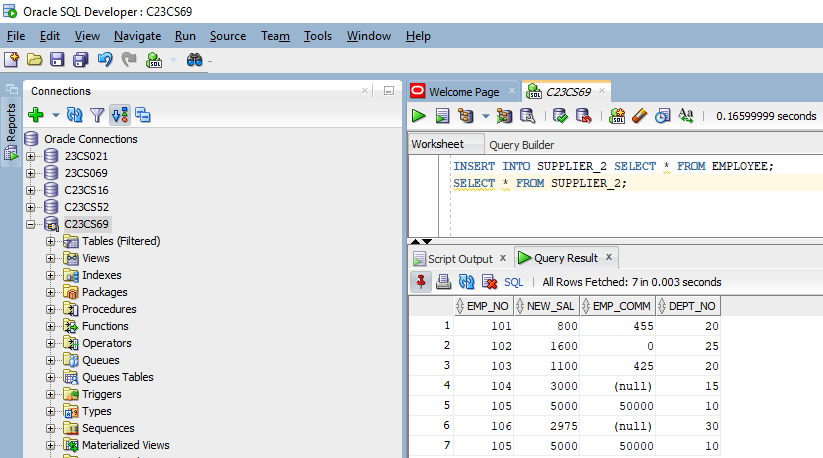 Oracle SQL Developer : C23CS69
File Edit View Navigate Run Source Team Tools Window Help
SQL
Reports
Connections
Oracle Connections
23CS021
23CS069
C23CS16
C23CS52
C23CS69
Tables (Filtered)
Views
Indexes
Packages
Procedures
Functions
Operators
Queues
Queues Tables
Triggers
Types
Sequences
Materialized Views
Welcome Page C23CS69
0.16599999 seconds
Worksheet Query Builder
INSERT INTO SUPPLIER_2 SELECT * FROM EMPLOYEE;
SELECT * FROM SUPPLIER_2;
Script Output x Query Result x
SQL All Rows Fetched: 7 in 0.003 seconds
EMP_NO NEW_SAL EMP_COMM DEPT_NO
1 101 800 455 20
2 102 1600 0 25
3 103 1100 425 20
4 104 3000 (null) 15
5 105 5000 50000 10
6 106 2975 (null) 30
7 105 5000 50000 10